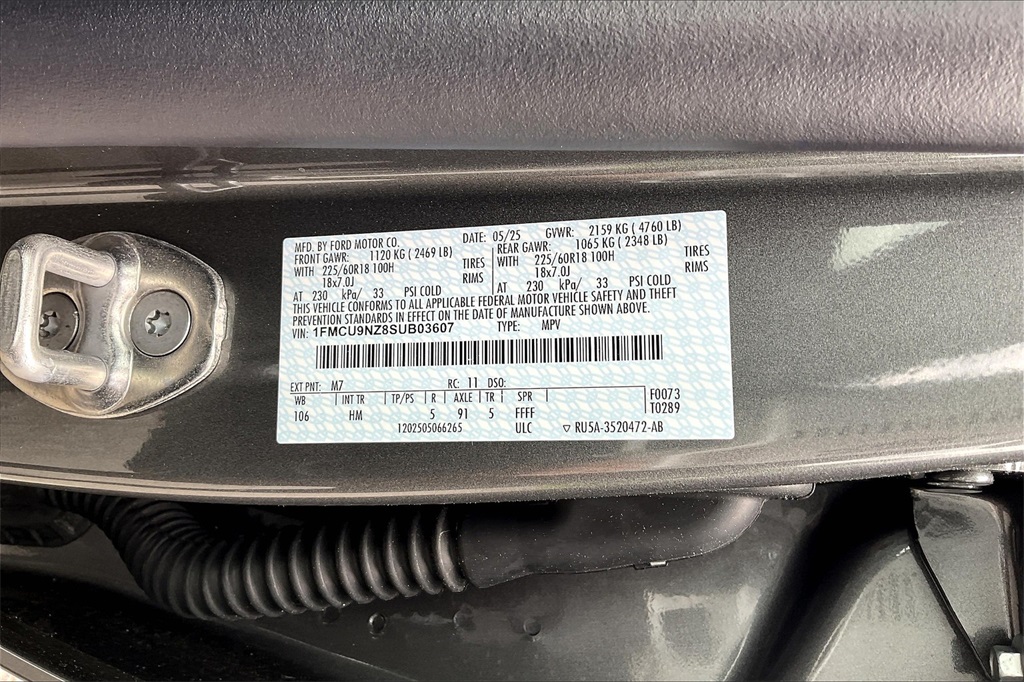 MFD. BY FORD MOTOR CO. DATE: 05/25 GVWR: 2159 KG ( 4760 LB)
FRONT GAWR: 1120 KG ( 2469 LB) REAR GAWR: 1065 KG ( 2348 LB)
WITH 225/60R18 100H TIRES WITH 225/60R18 100H TIRES
18x7.0J RIMS 18x7.0J RIMS
AT 230 kPa/ 33 PSI COLD AT 230 kPa/ 33 PSI COLD
THIS VEHICLE CONFORMS TO ALL APPLICABLE FEDERAL MOTOR VEHICLE SAFETY AND THEFT
PREVENTION STANDARDS IN EFFECT ON THE DATE OF MANUFACTURE SHOWN ABOVE.
VIN: 1FMCU9NZ8SUB03607 TYPE: MPV
EXT PNT: M7 RC: 11 DSO:
WB INT TR TP/PS R AXLE TR SPR F0073
106 HM 5 91 5 FFFF T0289
1202505066265 ULC ▽ RU5A-3520472-AB